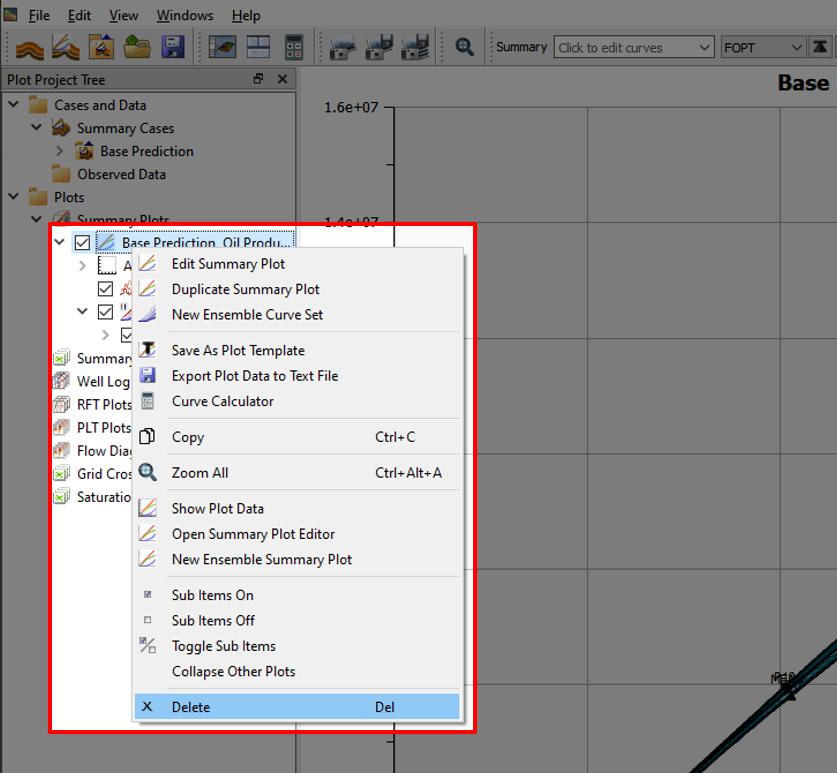 File Edit View Windows Help
Summary Click to edit curves FOPT
Plot Project Tree
Base
Cases and Data
1.6e+07
Summary Cases
Base Prediction
Observed Data
Plots
Summary Plots
1.4e+07
Base Prediction, Oil Produ...
A
Edit Summary Plot
Duplicate Summary Plot
New Ensemble Curve Set
Summary
Save As Plot Template
Well Log
Export Plot Data to Text File
RFT Plots
Curve Calculator
PLT Plots
Copy Ctrl+C
Flow Diag
Grid Cros
Zoom All Ctrl+Alt+A
Saturatio
Show Plot Data
Open Summary Plot Editor
New Ensemble Summary Plot
Sub Items On
Sub Items Off
Toggle Sub Items
Collapse Other Plots
Delete Del